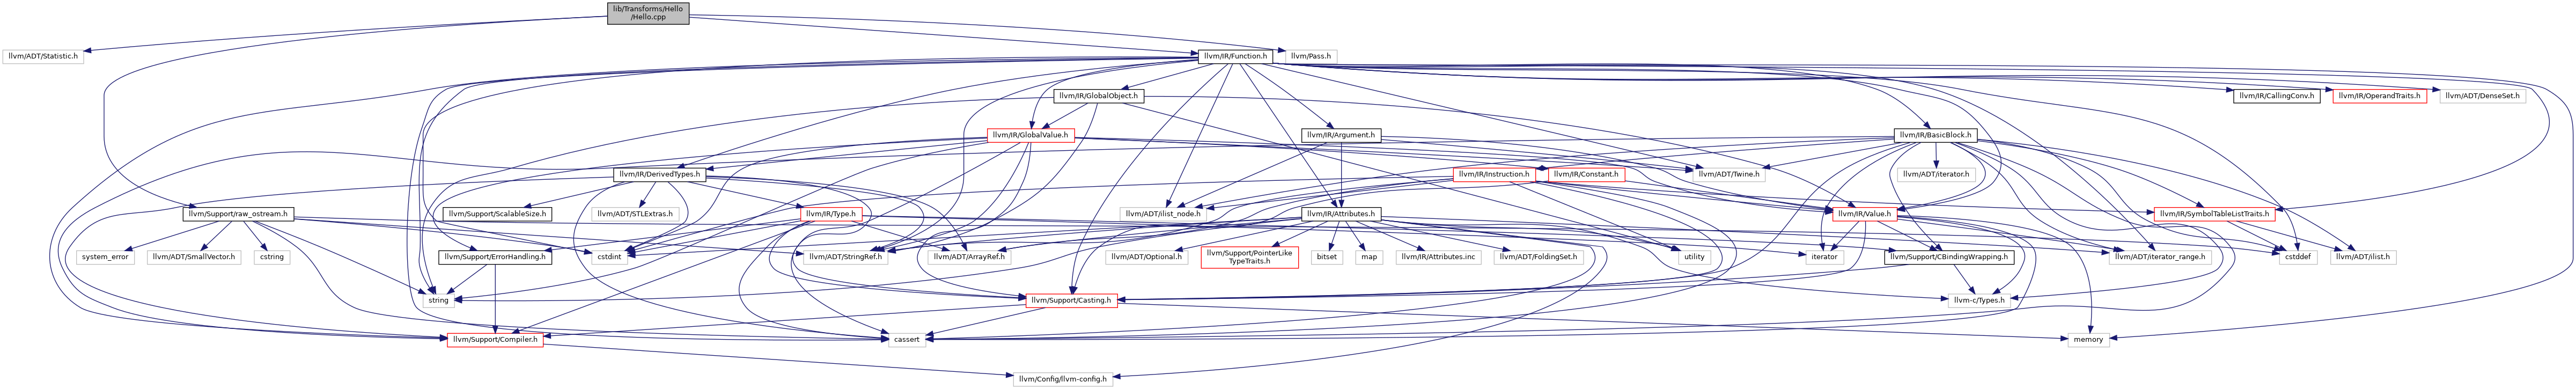 lib/Transforms/Hello
/Hello.cpp
llvm/ADT/Statistic.h
llvm/IR/Function.h
llvm/Pass.h
llvm/IR/GlobalObject.h
llvm/IR/CallingConv.h
llvm/IR/OperandTraits.h
llvm/ADT/DenseSet.h
llvm/IR/GlobalValue.h
llvm/IR/Argument.h
llvm/IR/BasicBlock.h
llvm/IR/DerivedTypes.h
llvm/IR/Instruction.h
llvm/IR/Constant.h
llvm/ADT/Twine.h
llvm/ADT/iterator.h
llvm/Support/raw_ostream.h
llvm/Support/ScalableSize.h
llvm/ADT/STLExtras.h
llvm/IR/Type.h
llvm/ADT/ilist_node.h
llvm/IR/Attributes.h
llvm/IR/Value.h
llvm/IR/SymbolTableListTraits.h
system_error
llvm/ADT/SmallVector.h
cstring
llvm/Support/ErrorHandling.h
cstdint
llvm/ADT/StringRef.h
llvm/ADT/ArrayRef.h
llvm/ADT/Optional.h
llvm/Support/PointerLike
TypeTraits.h
bitset
map
llvm/IR/Attributes.inc
llvm/ADT/FoldingSet.h
utility
iterator
llvm/Support/CBindingWrapping.h
llvm/ADT/iterator_range.h
cstddef
llvm/ADT/ilist.h
string
llvm/Support/Casting.h
llvm-c/Types.h
llvm/Support/Compiler.h
cassert
memory
llvm/Config/llvm-config.h